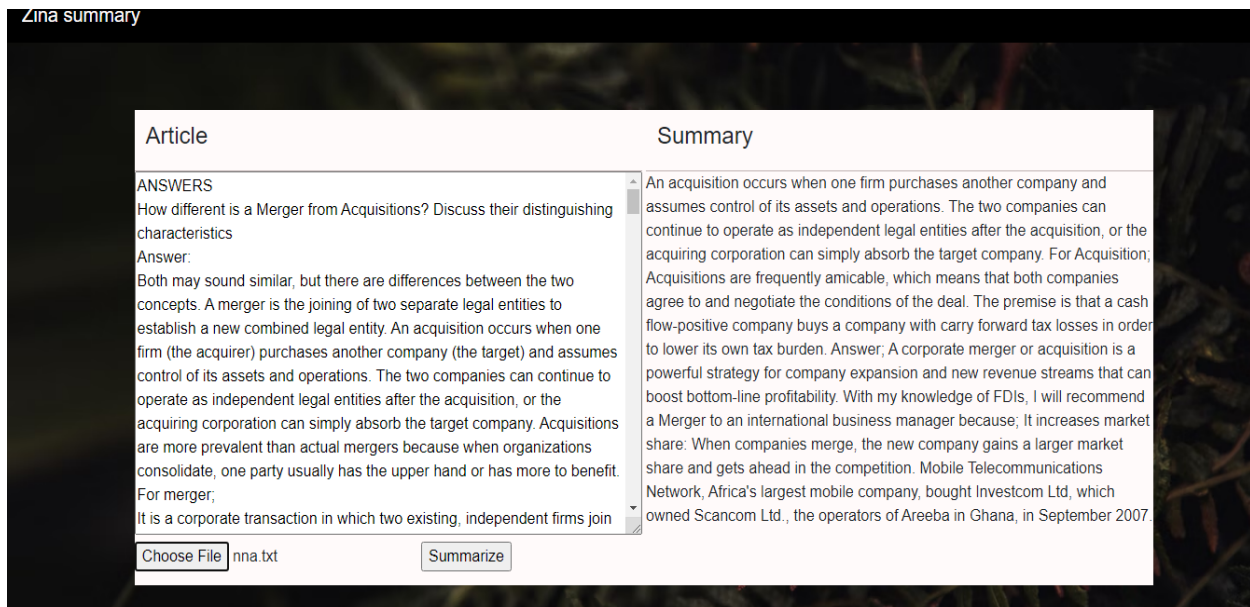 Zina summary
Article
ANSWERS
How different is a Merger from Acquisitions? Discuss their distinguishing
characteristics
Answer:
Both may sound similar, but there are differences between the two
concepts. A merger is the joining of two separate legal entities to
establish a new combined legal entity. An acquisition occurs when one
firm (the acquirer) purchases another company (the target) and assumes
control of its assets and operations. The two companies can continue to
operate as independent legal entities after the acquisition, or the
acquiring corporation can simply absorb the target company. Acquisitions
are more prevalent than actual mergers because when organizations
consolidate, one party usually has the upper hand or has more to benefit.
For merger;
It is a corporate transaction in which two existing, independent firms join
Choose File nna.txt
Summarize
Summary
An acquisition occurs when one firm purchases another company and
assumes control of its assets and operations. The two companies can
continue to operate as independent legal entities after the acquisition, or the
acquiring corporation can simply absorb the target company. For Acquisition;
Acquisitions are frequently amicable, which means that both companies
agree to and negotiate the conditions of the deal. The premise is that a cash
flow-positive company buys a company with carry forward tax losses in order
to lower its own tax burden. Answer; A corporate merger or acquisition is a
powerful strategy for company expansion and new revenue streams that can
boost bottom-line profitability. With my knowledge of FDIs, I will recommend
a Merger to an international business manager because; It increases market
share: When companies merge, the new company gains a larger market
share and gets ahead in the competition. Mobile Telecommunications
Network, Africa's largest mobile company, bought Investcom Ltd, which
owned Scancom Ltd., the operators of Areeba in Ghana, in September 2007.